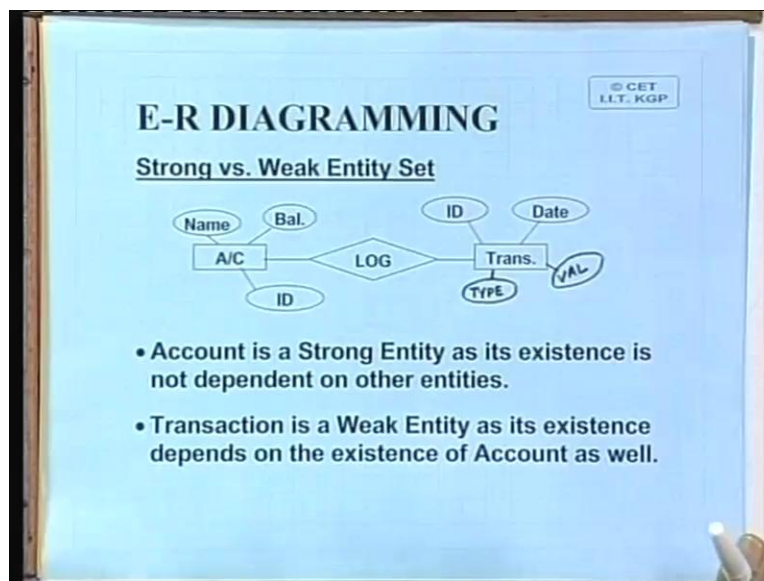 © CET
I.I.T. KGP
E-R DIAGRAMMING
Strong vs. Weak Entity Set
Name
Bal.
ID
Date
A/C
LOG
Trans.
ID
TYPE
VAL
• Account is a Strong Entity as its existence is
not dependent on other entities.
• Transaction is a Weak Entity as its existence
depends on the existence of Account as well.